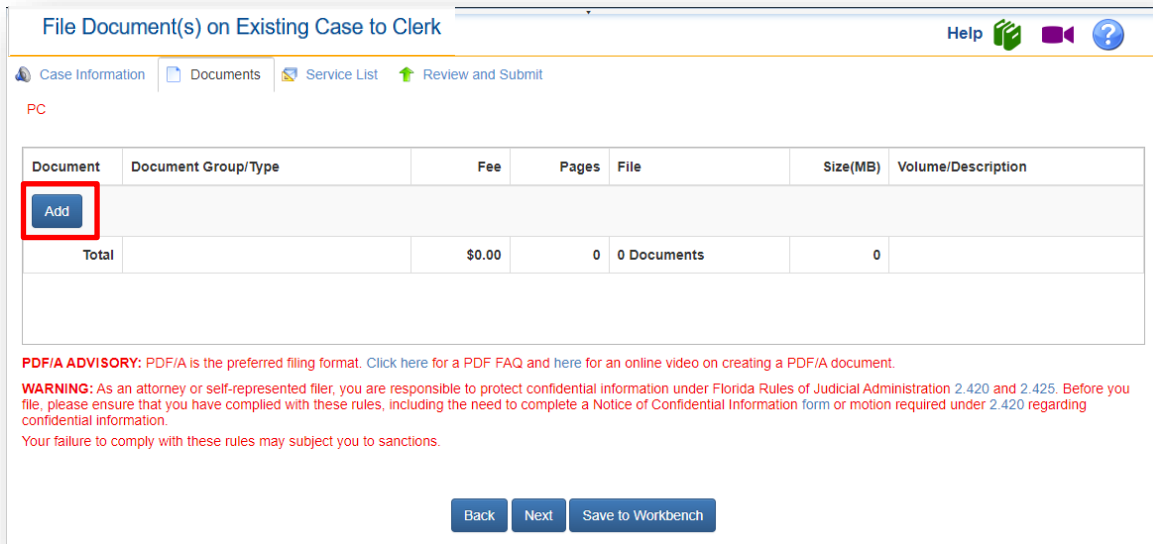 File Document(s) on Existing Case to Clerk
Help
Case Information Documents Service List Review and Submit
PC
Document Document Group/Type Fee Pages File Size(MB) Volume/Description
Add
Total $0.00 0 0 Documents 0
PDF/A ADVISORY: PDF/A is the preferred filing format. Click here for a PDF FAQ and here for an online video on creating a PDF/A document.
WARNING: As an attorney or self-represented filer, you are responsible to protect confidential information under Florida Rules of Judicial Administration 2.420 and 2.425. Before you
file, please ensure that you have complied with these rules, including the need to complete a Notice of Confidential Information form or motion required under 2.420 regarding
confidential information.
Your failure to comply with these rules may subject you to sanctions.
Back Next Save to Workbench